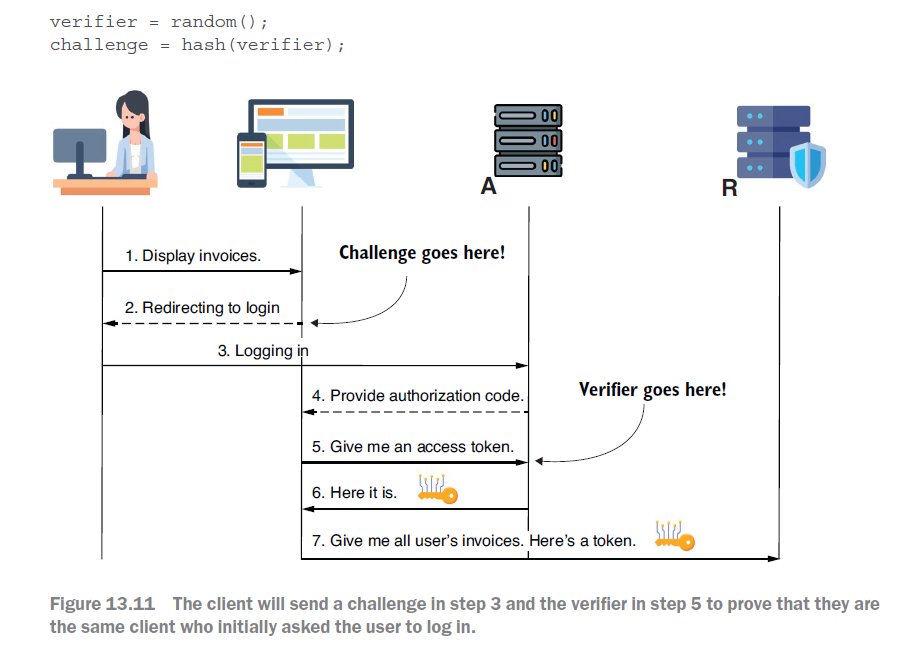 verifier = random();
challenge = hash(verifier);
A
R
1. Display invoices.
Challenge goes here!
2. Redirecting to login
3. Logging in
4. Provide authorization code.
Verifier goes here!
5. Give me an access token.
6. Here it is.
7. Give me all user’s invoices. Here’s a token.
Figure 13.11 The client will send a challenge in step 3 and the verifier in step 5 to prove that they are
the same client who initially asked the user to log in.